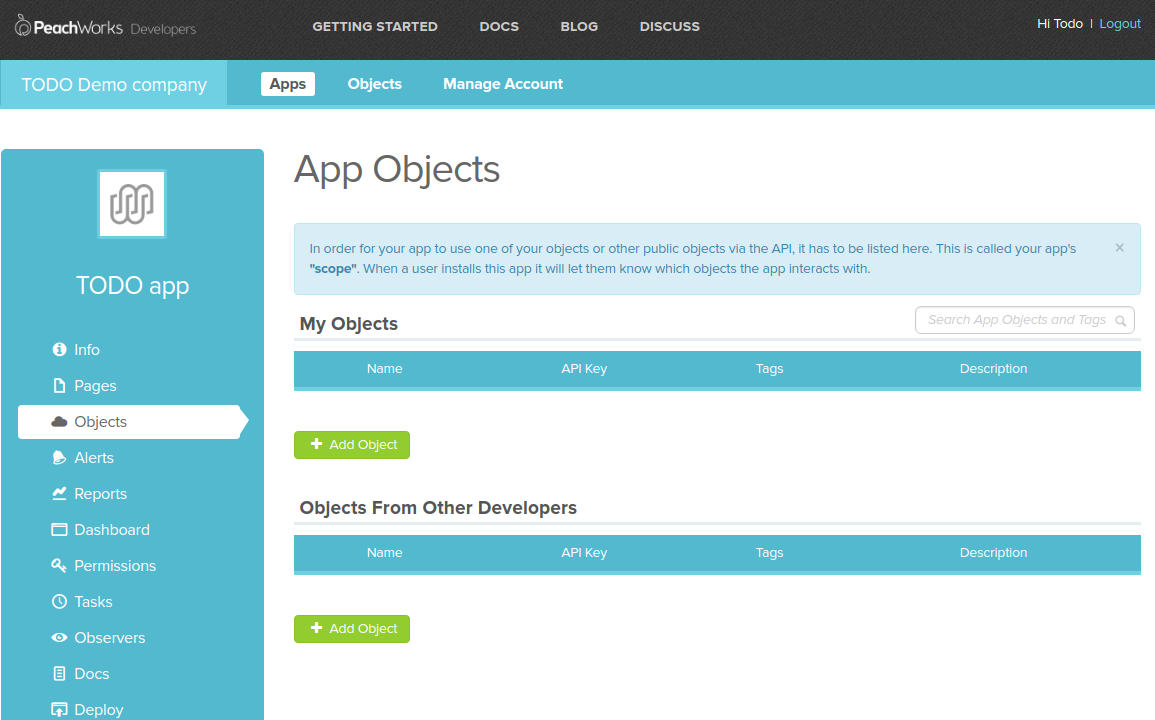 PeachWorks Developers
GETTING STARTED DOCS BLOG DISCUSS
Hi Todo | Logout
TODO Demo company
Apps Objects Manage Account
TODO app
Info
Pages
Objects
Alerts
Reports
Dashboard
Permissions
Tasks
Observers
Docs
Deploy
App Objects
In order for your app to use one of your objects or other public objects via the API, it has to be listed here. This is called your app's
"scope". When a user installs this app it will let them know which objects the app interacts with.
×
My Objects
Search App Objects and Tags
Name API Key Tags Description
+ Add Object
Objects From Other Developers
Name API Key Tags Description
+ Add Object